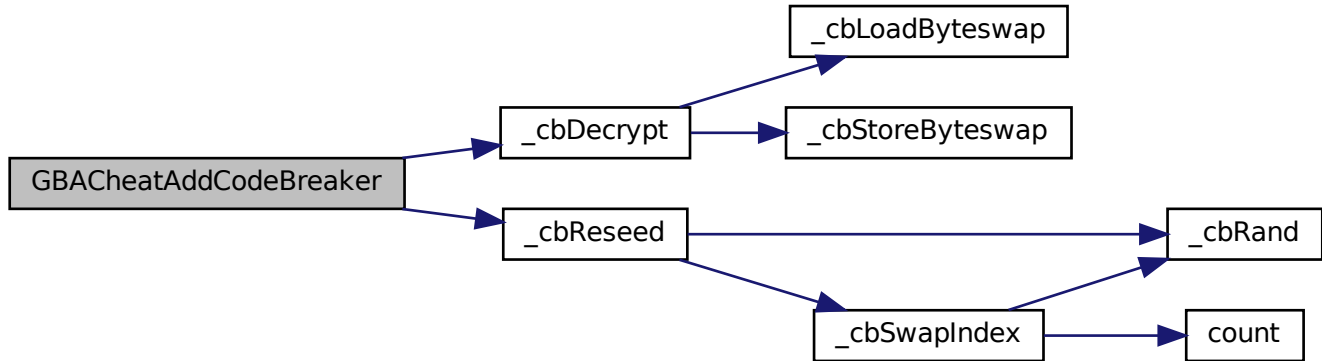 _cbLoadByteswap
_cbDecrypt
_cbStoreByteswap
GBACheatAddCodeBreaker
_cbReseed
_cbRand
_cbSwapIndex
count